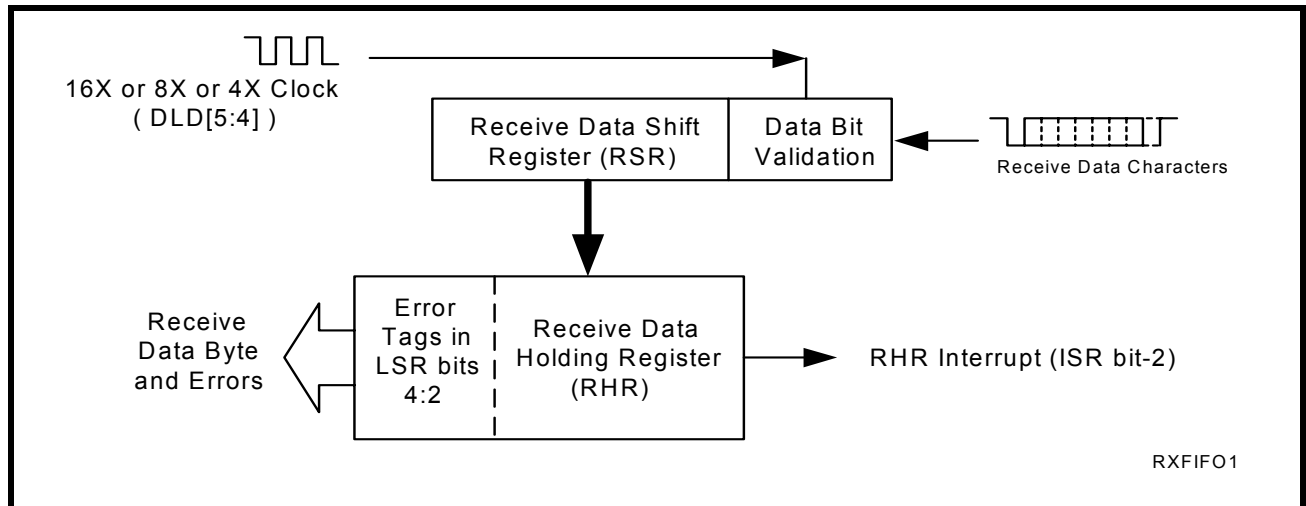 16X or 8X or 4X Clock
( DLD[5:4] )
Receive Data Shift
Register (RSR)
Data Bit
Validation
Receive Data Characters
Receive
Data Byte
and Errors
Error
Tags in
LSR bits
4:2
Receive Data
Holding Register
(RHR)
RHR Interrupt (ISR bit-2)
RXFIFO1